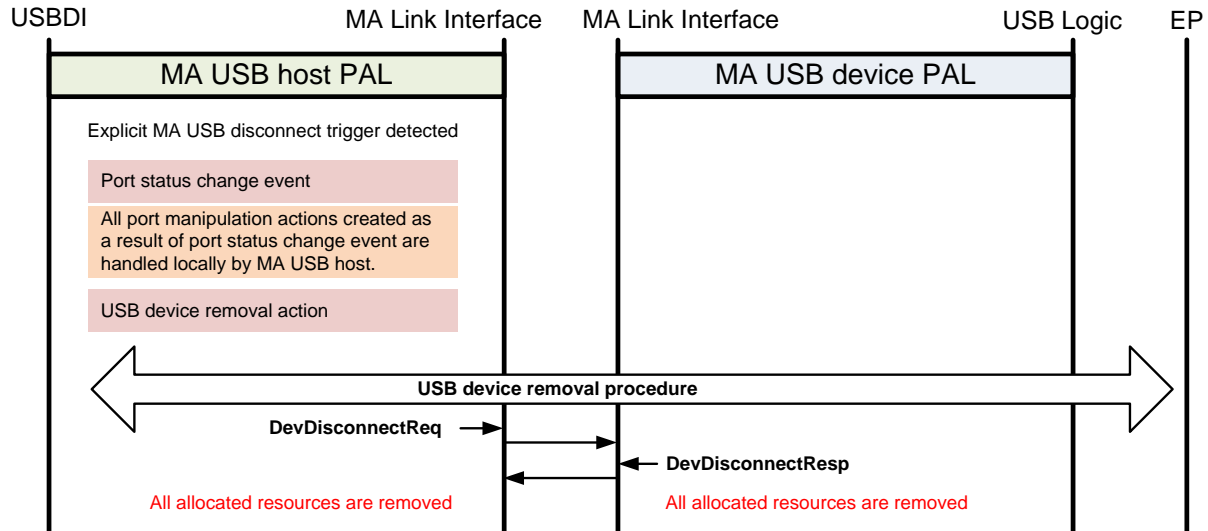 USBDI
MA Link Interface
MA Link Interface
USB Logic
EP
MA USB host PAL
MA USB device PAL
Explicit MA USB disconnect trigger detected
Port status change event
All port manipulation actions created as
a result of port status change event are
handled locally by MA USB host.
USB device removal action
USB device removal procedure
DevDisconnectReq
DevDisconnectResp
All allocated resources are removed
All allocated resources are removed